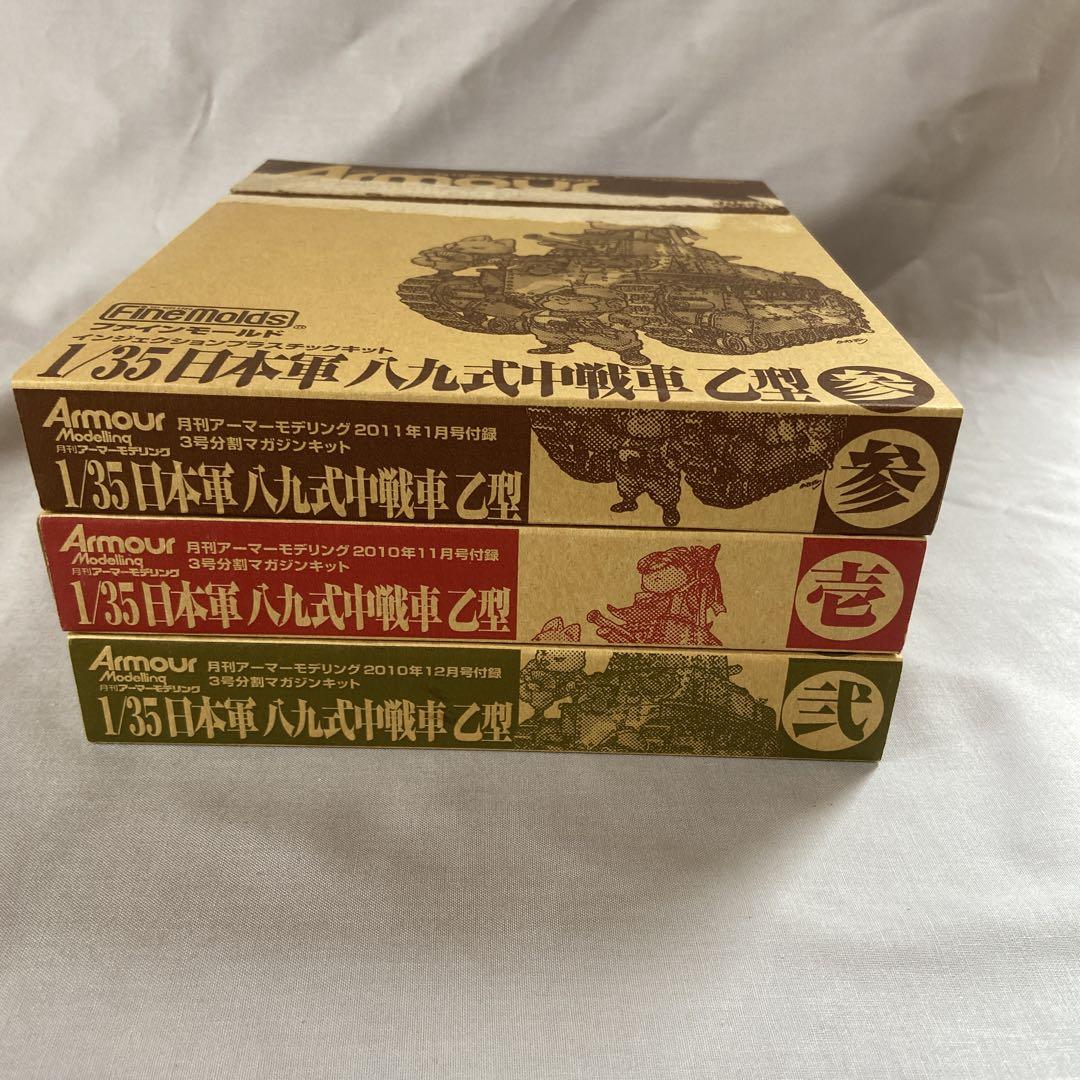 Armour
FineMolds®
ファインモールド
インジェクションプラスチックキット
1/35 日本軍 八九式中戦車 乙型 参
Armour
Modelling
月刊アーマーモデリング
月刊アーマーモデリング2011年1月号付録
3号分割マガジンキット
1/35 日本軍 八九式中戦車 乙型
参
Armour
Modelling
月刊アーマーモデリング
月刊アーマーモデリング2010年11月号付録
3号分割マガジンキット
1/35 日本軍 八九式中戦車 乙型
壱
Armour
Modelling
月刊アーマーモデリング
月刊アーマーモデリング2010年12月号付録
3号分割マガジンキット
1/35 日本軍 八九式中戦車 乙型
弐